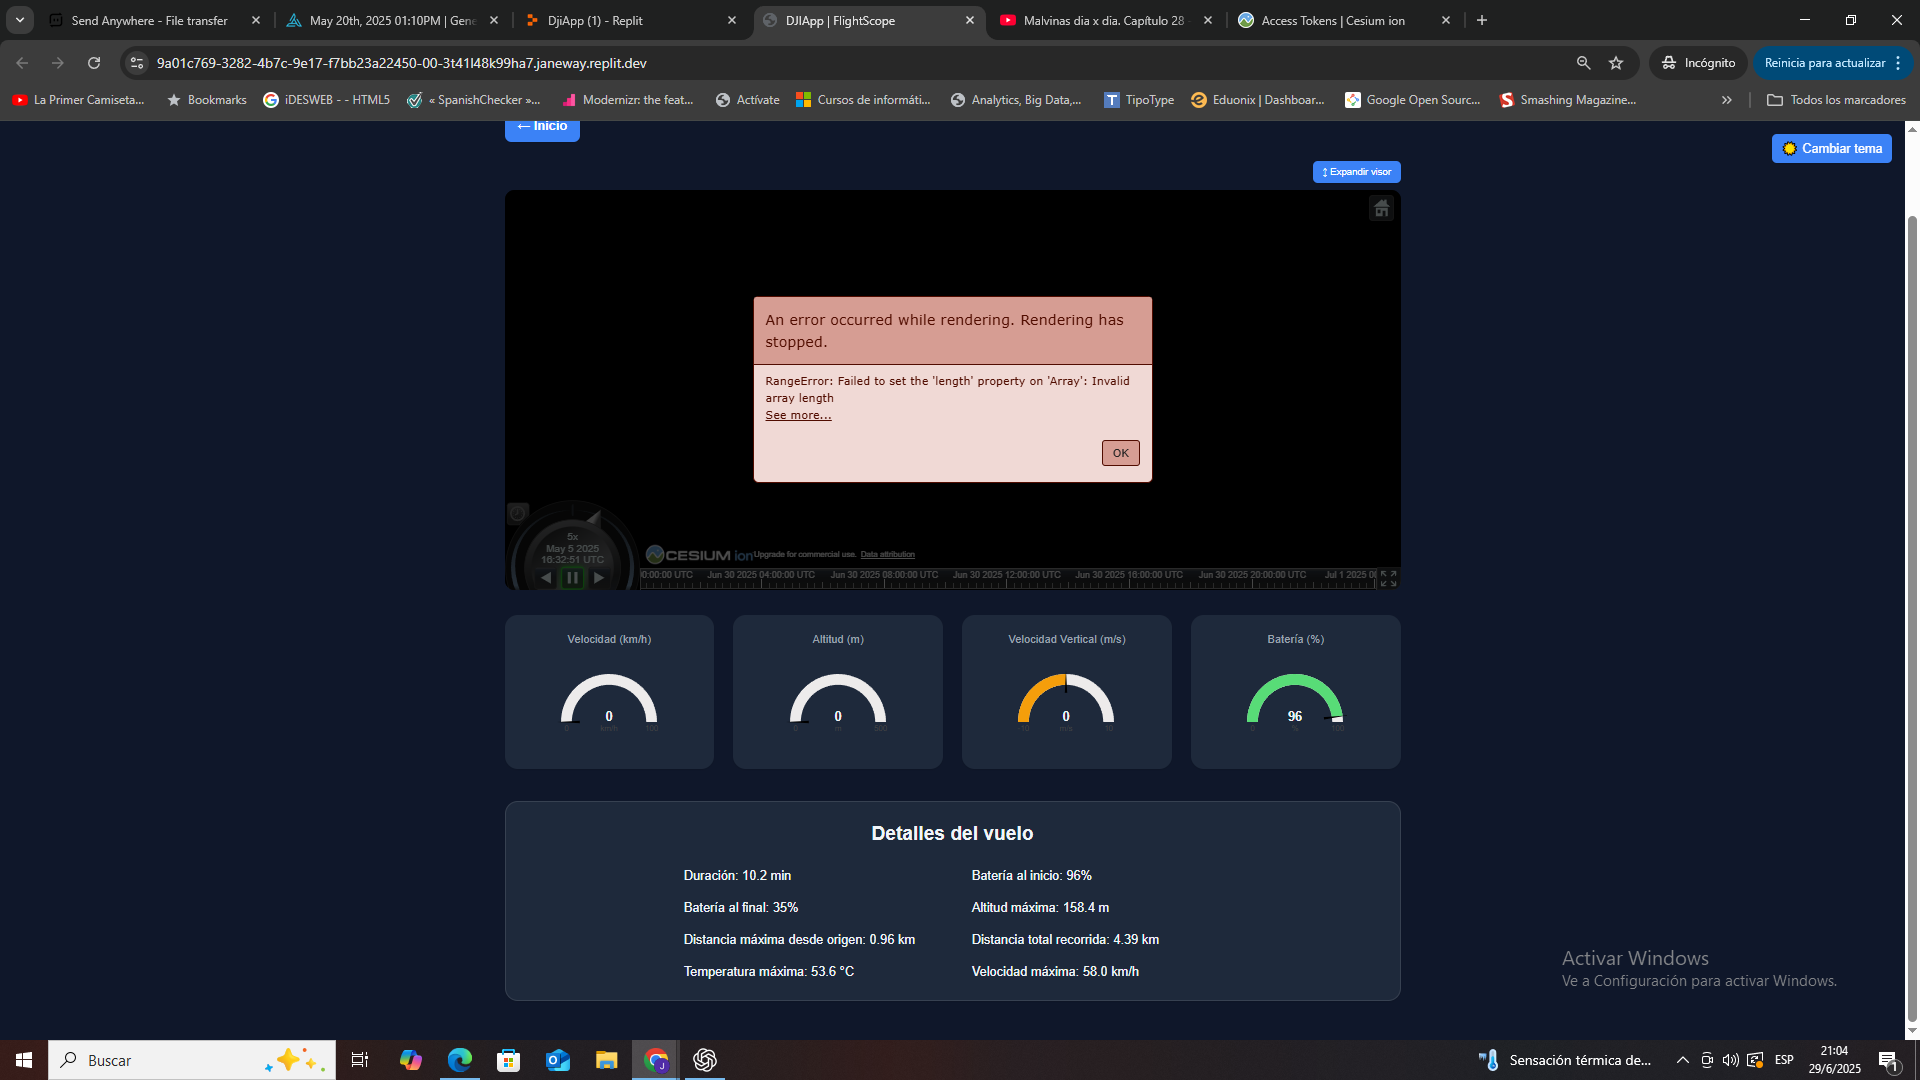 Send Anywhere - File transfer
May 20th, 2025 01:10PM | Gene
DjiApp (1) - Replit
DJIApp | FlightScope
Malvinas dia x dia. Capítulo 28
Access Tokens | Cesium ion
9a01c769-3282-4b7c-9e17-f7bb23a22450-00-3t41l48k99ha7.janeway.replit.dev
Incógnito
Reinicia para actualizar
La Primer Camiseta...
Bookmarks
iDESWEB - - HTML5
« SpanishChecker »...
Modernizr: the feat...
Actívate
Cursos de informáti...
Analytics, Big Data,...
TipoType
Eduonix | Dashboar...
Google Open Sourc...
Smashing Magazine...
Todos los marcadores
← Inicio
Cambiar tema
↕ Expandir visor
An error occurred while rendering. Rendering has
stopped.
RangeError: Failed to set the 'length' property on 'Array': Invalid
array length
See more...
OK
5x
May 5 2025
16:32:51 UTC
CESIUM ion Upgrade for commercial use. Data attribution
0:00:00 UTC Jun 30 2025 04:00:00 UTC Jun 30 2025 08:00:00 UTC Jun 30 2025 12:00:00 UTC Jun 30 2025 16:00:00 UTC Jun 30 2025 20:00:00 UTC Jul 1 2025 0
Velocidad (km/h)
0
0 km/h 100
Altitud (m)
0
0 m 500
Velocidad Vertical (m/s)
0
-10 m/s 10
Batería (%)
96
0 % 100
Detalles del vuelo
Duración: 10.2 min
Batería al inicio: 96%
Batería al final: 35%
Altitud máxima: 158.4 m
Distancia máxima desde origen: 0.96 km
Distancia total recorrida: 4.39 km
Temperatura máxima: 53.6 °C
Velocidad máxima: 58.0 km/h
Activar Windows
Ve a Configuración para activar Windows.
Buscar
Sensación térmica de...
ESP
21:04
29/6/2025
1